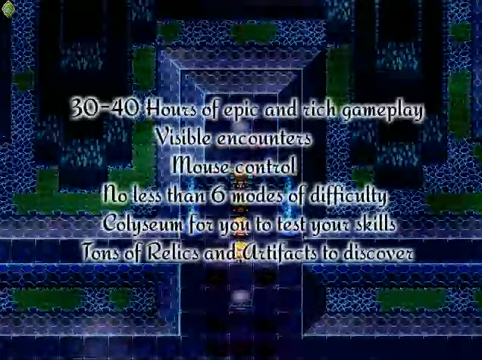 30-40 Hours of epic and rich gameplay
Visible encounters
Mouse control
No less than 6 modes of difficulty
Colyseum for you to test your skills
Tons of Relics and Artifacts to discover